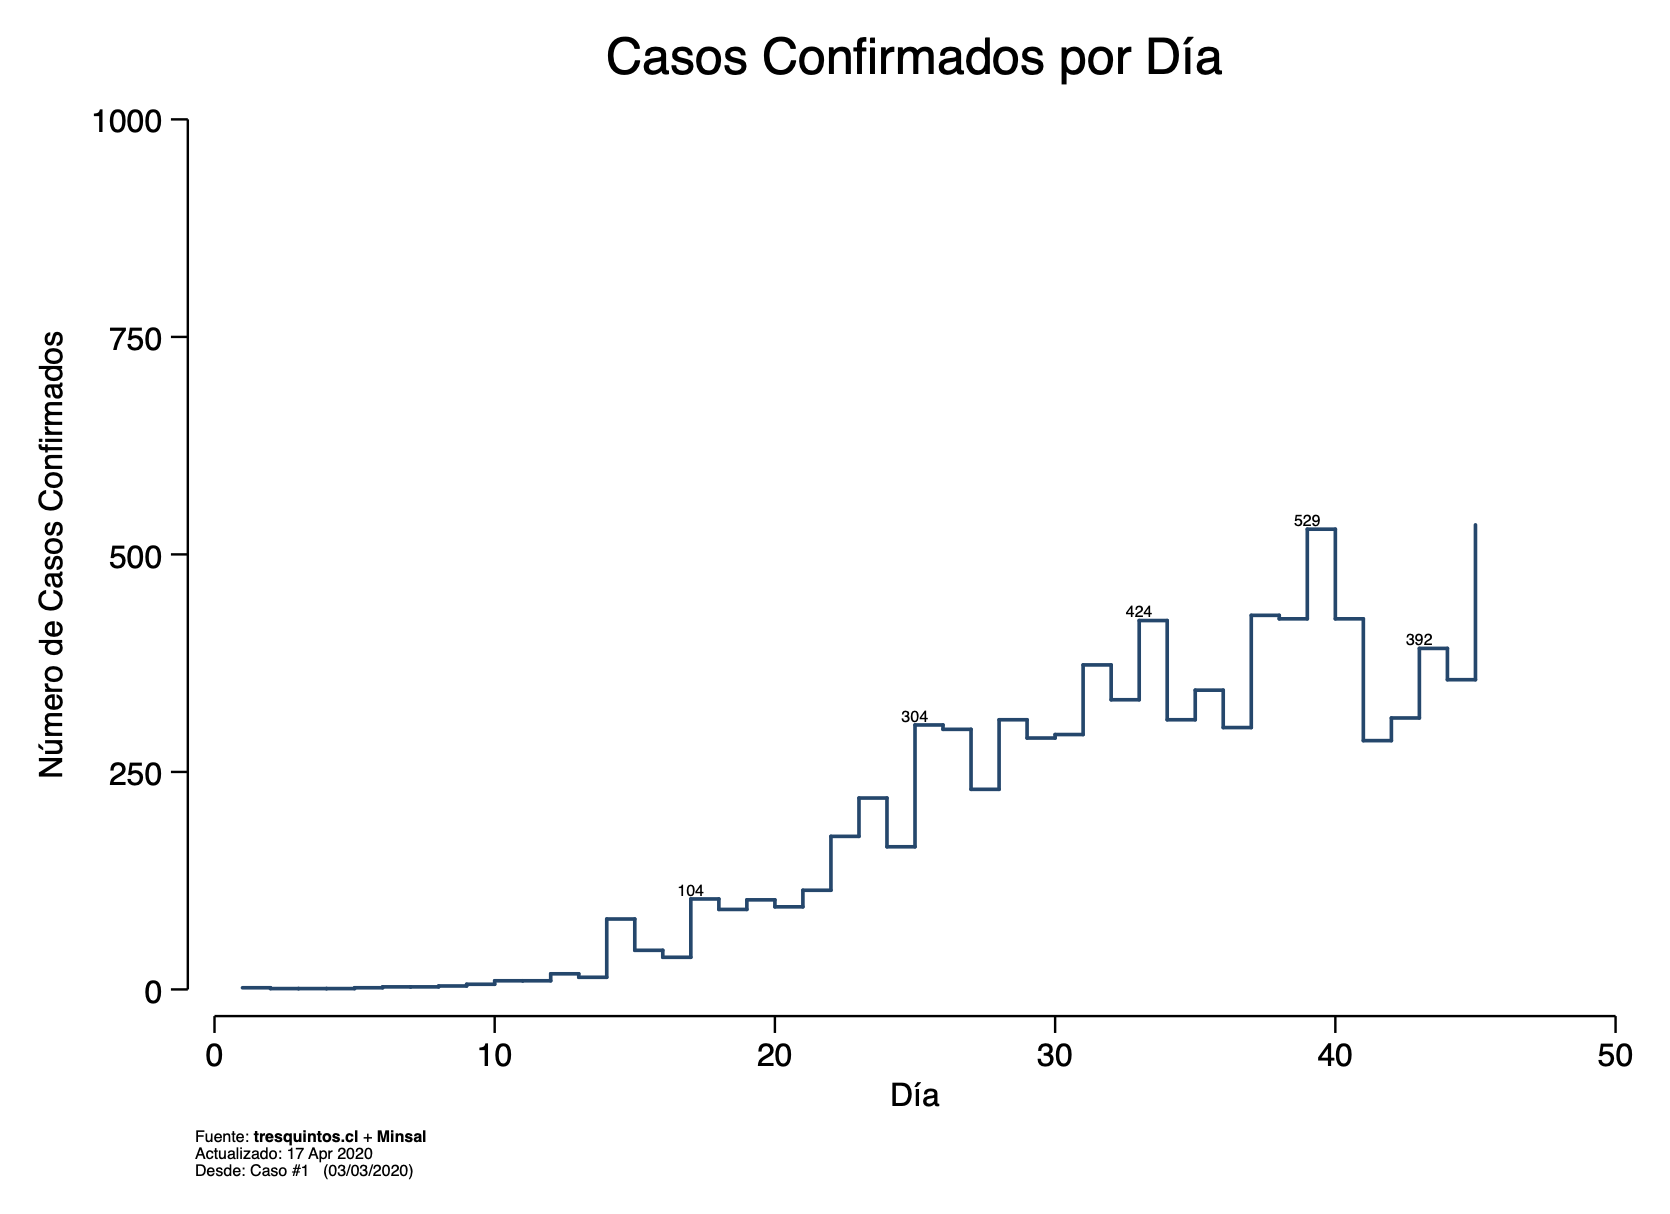 Casos Confirmados por Día
1000
750
500
250
0
Número de Casos Confirmados
104
304
424
529
392
0 10 20 30 40 50
Día
Fuente: tresquintos.cl + Minsal
Actualizado: 17 Apr 2020
Desde: Caso #1 (03/03/2020)